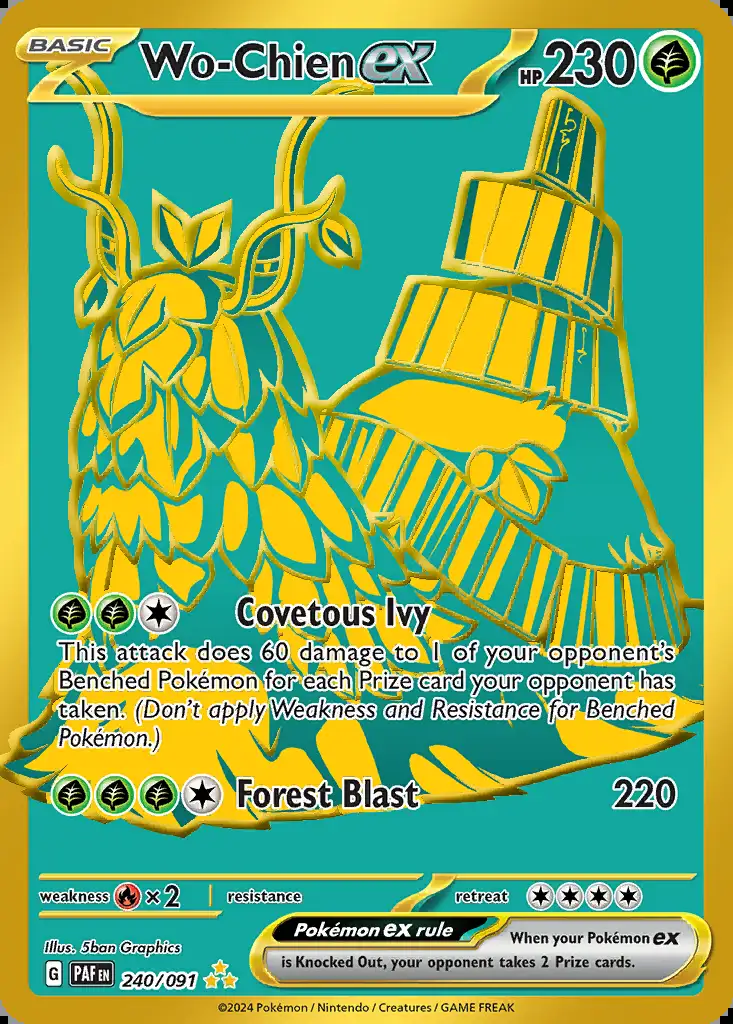 BASIC
Wo-Chien ex
HP 230
Covetous Ivy
This attack does 60 damage to 1 of your opponent's
Benched Pokémon for each Prize card your opponent has
taken. (Don't apply Weakness and Resistance for Benched
Pokémon.)
Forest Blast 220
weakness ×2 resistance retreat
Pokémon ex rule When your Pokémon ex
is Knocked Out, your opponent takes 2 Prize cards.
Illus. 5ban Graphics
G PAF EN 240/091
©2024 Pokémon / Nintendo / Creatures / GAME FREAK